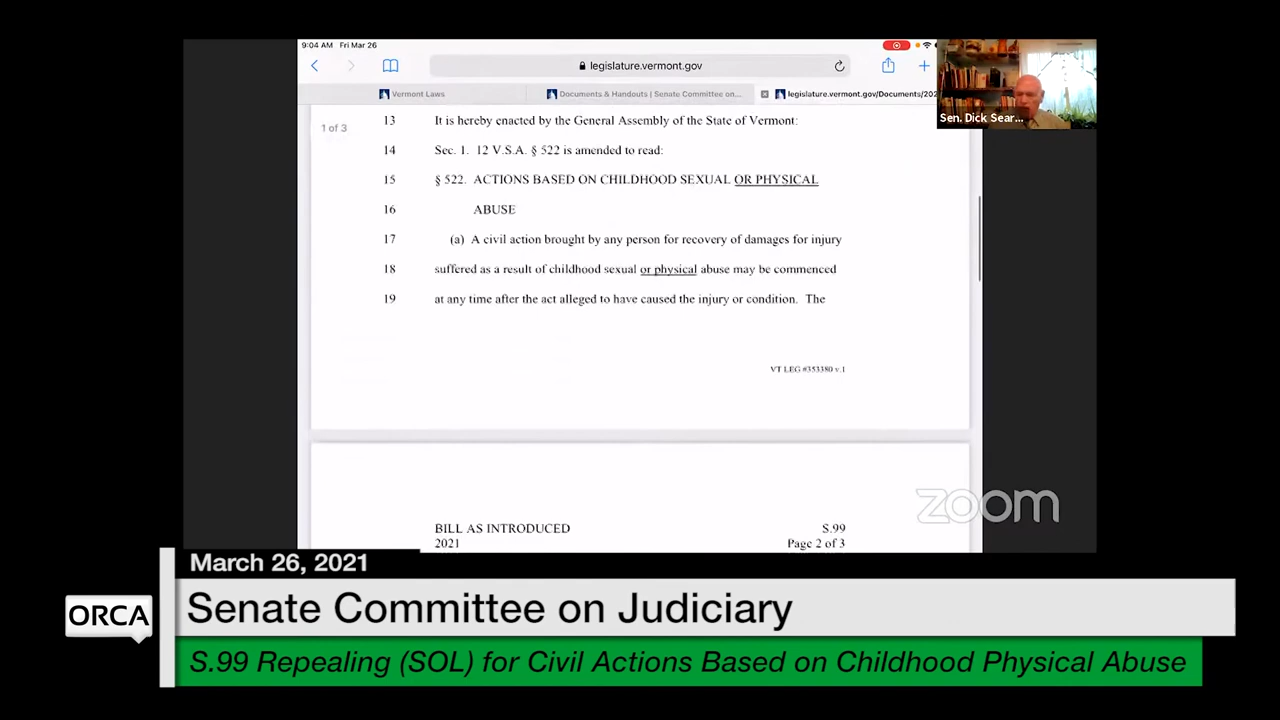 9:04 AM Fri Mar 26
legislature.vermont.gov
Vermont Laws
Documents & Handouts | Senate Committee on...
legislature.vermont.gov/Documents/202
Sen. Dick Sear...
1 of 3
13 It is hereby enacted by the General Assembly of the State of Vermont:
14 Sec. 1. 12 V.S.A. § 522 is amended to read:
15 § 522. ACTIONS BASED ON CHILDHOOD SEXUAL OR PHYSICAL
16 ABUSE
17 (a) A civil action brought by any person for recovery of damages for injury
18 suffered as a result of childhood sexual or physical abuse may be commenced
19 at any time after the act alleged to have caused the injury or condition. The
VT LEG #353380 v.1
BILL AS INTRODUCED S.99
2021 Page 2 of 3
zoom
March 26, 2021
ORCA
Senate Committee on Judiciary
S.99 Repealing (SOL) for Civil Actions Based on Childhood Physical Abuse